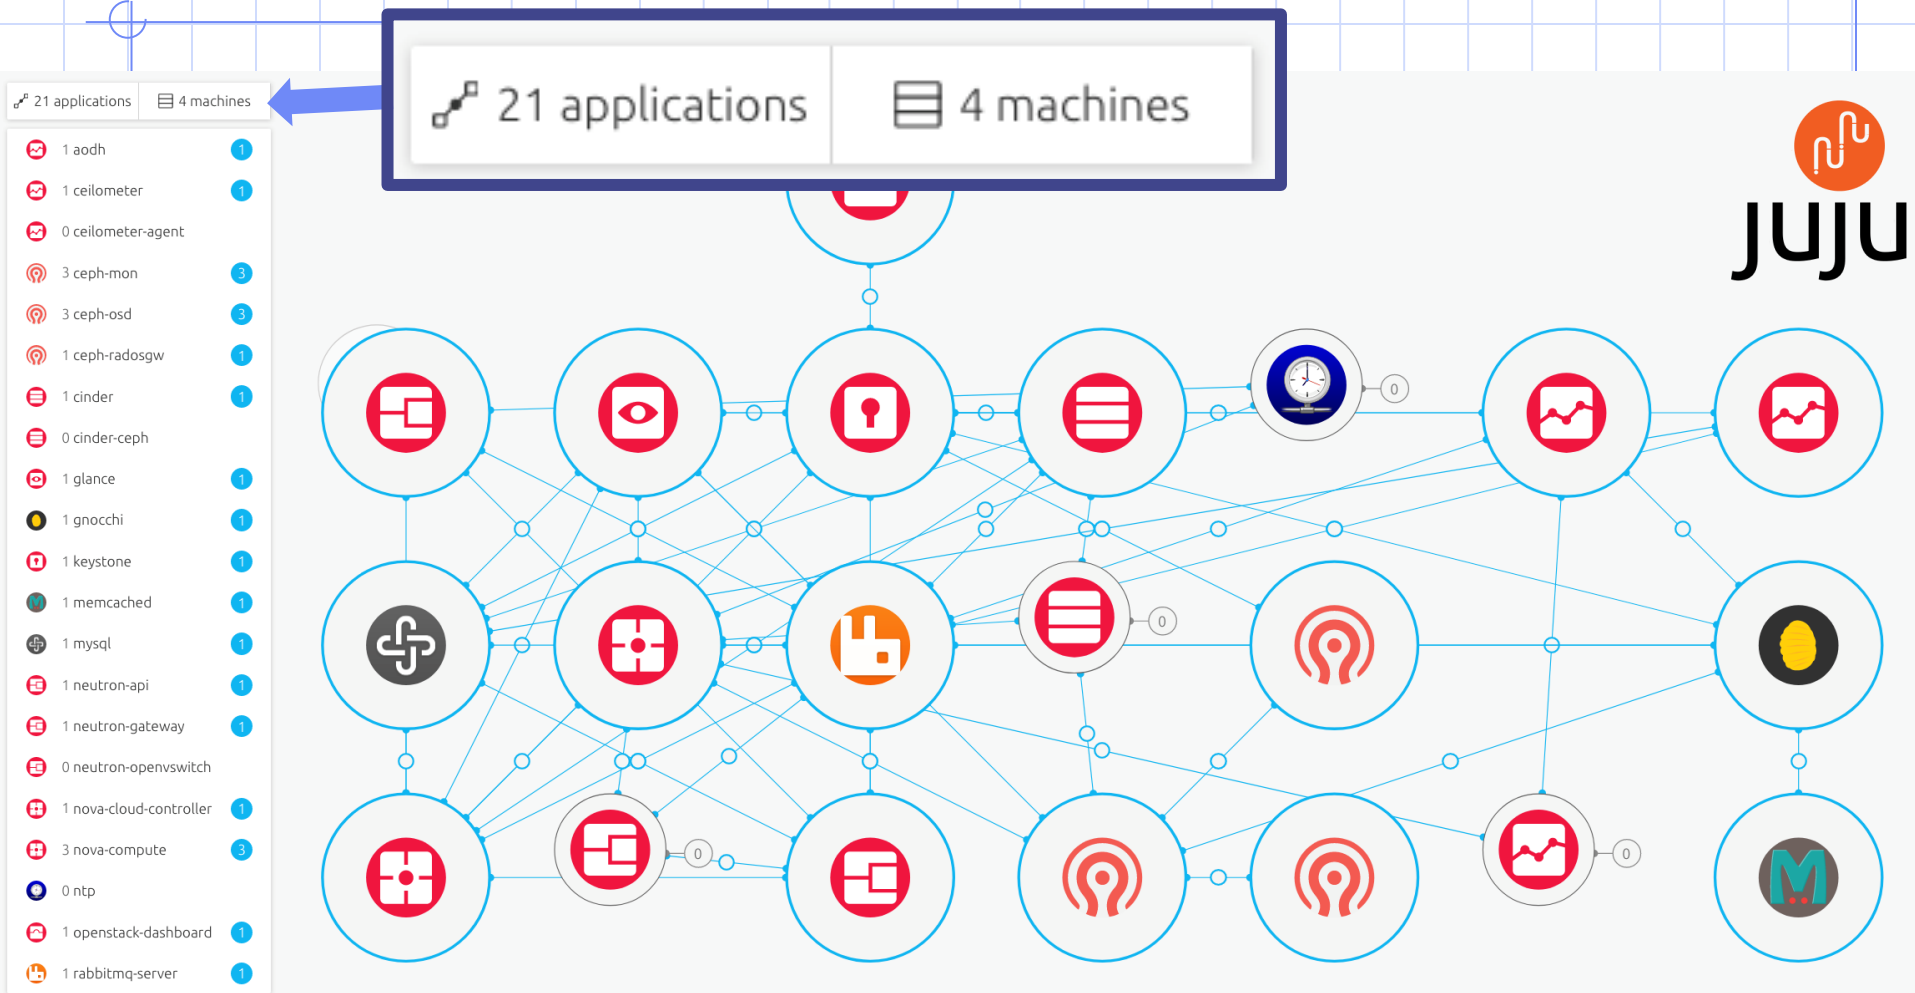 21 applications
4 machines
21 applications
4 machines
1 aodh
1
1 ceilometer
1
0 ceilometer-agent
3 ceph-mon
3
3 ceph-osd
3
1 ceph-radosgw
1
1 cinder
1
0 cinder-ceph
1 glance
1
1 gnocchi
1
1 keystone
1
1 memcached
1
1 mysql
1
1 neutron-api
1
1 neutron-gateway
1
0 neutron-openvswitch
1 nova-cloud-controller
1
3 nova-compute
3
0 ntp
1 openstack-dashboard
1
1 rabbitmq-server
1
juju
0
0
0
0
M